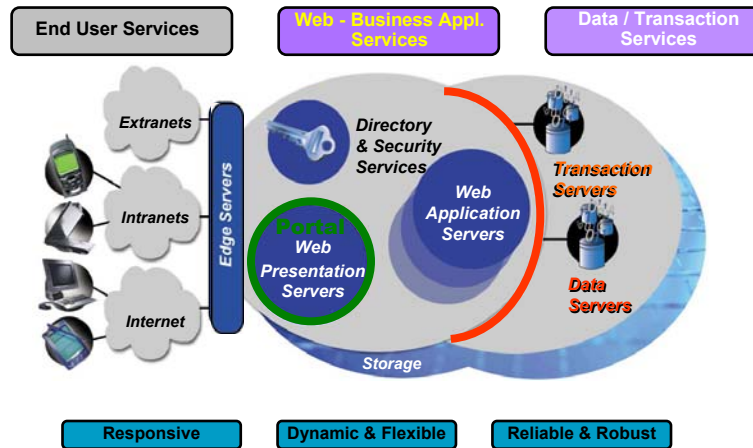 End User Services
Web - Business Appl.
Services
Data / Transaction
Services
Extranets
Intranets
Internet
Edge Servers
Directory
& Security
Services
Portal
Web
Presentation
Servers
Web
Application
Servers
Transaction
Servers
Data
Servers
Storage
Responsive
Dynamic & Flexible
Reliable & Robust